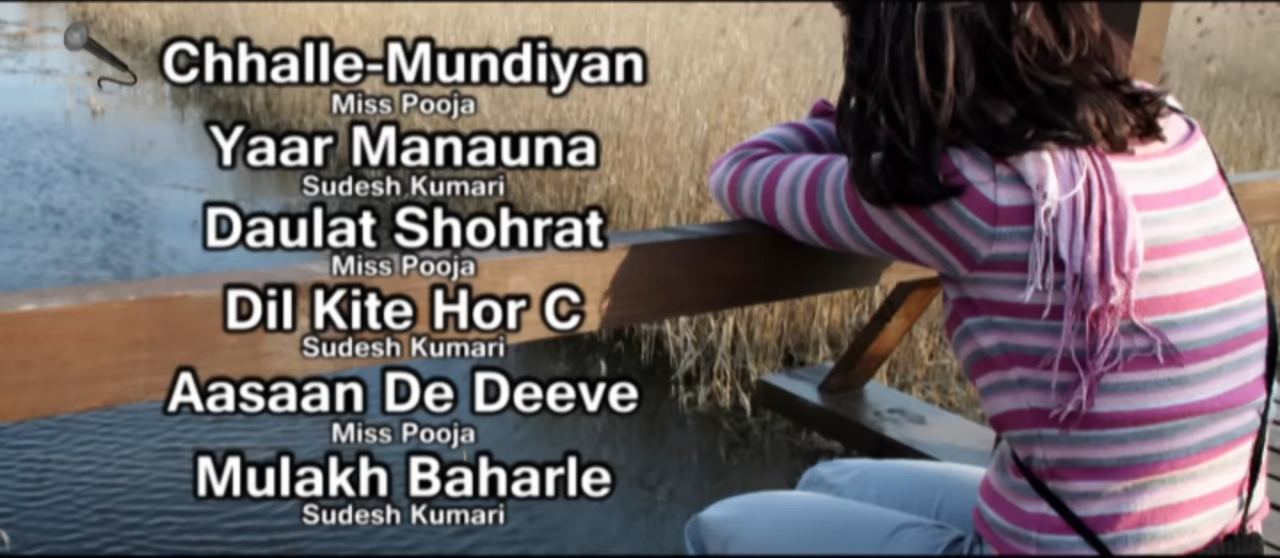 Chhalle-Mundiyan
Miss Pooja
Yaar Manauna
Sudesh Kumari
Daulat Shohrat
Miss Pooja
Dil Kite Hor C
Sudesh Kumari
Aasaan De Deeve
Miss Pooja
Mulakh Baharle
Sudesh Kumari